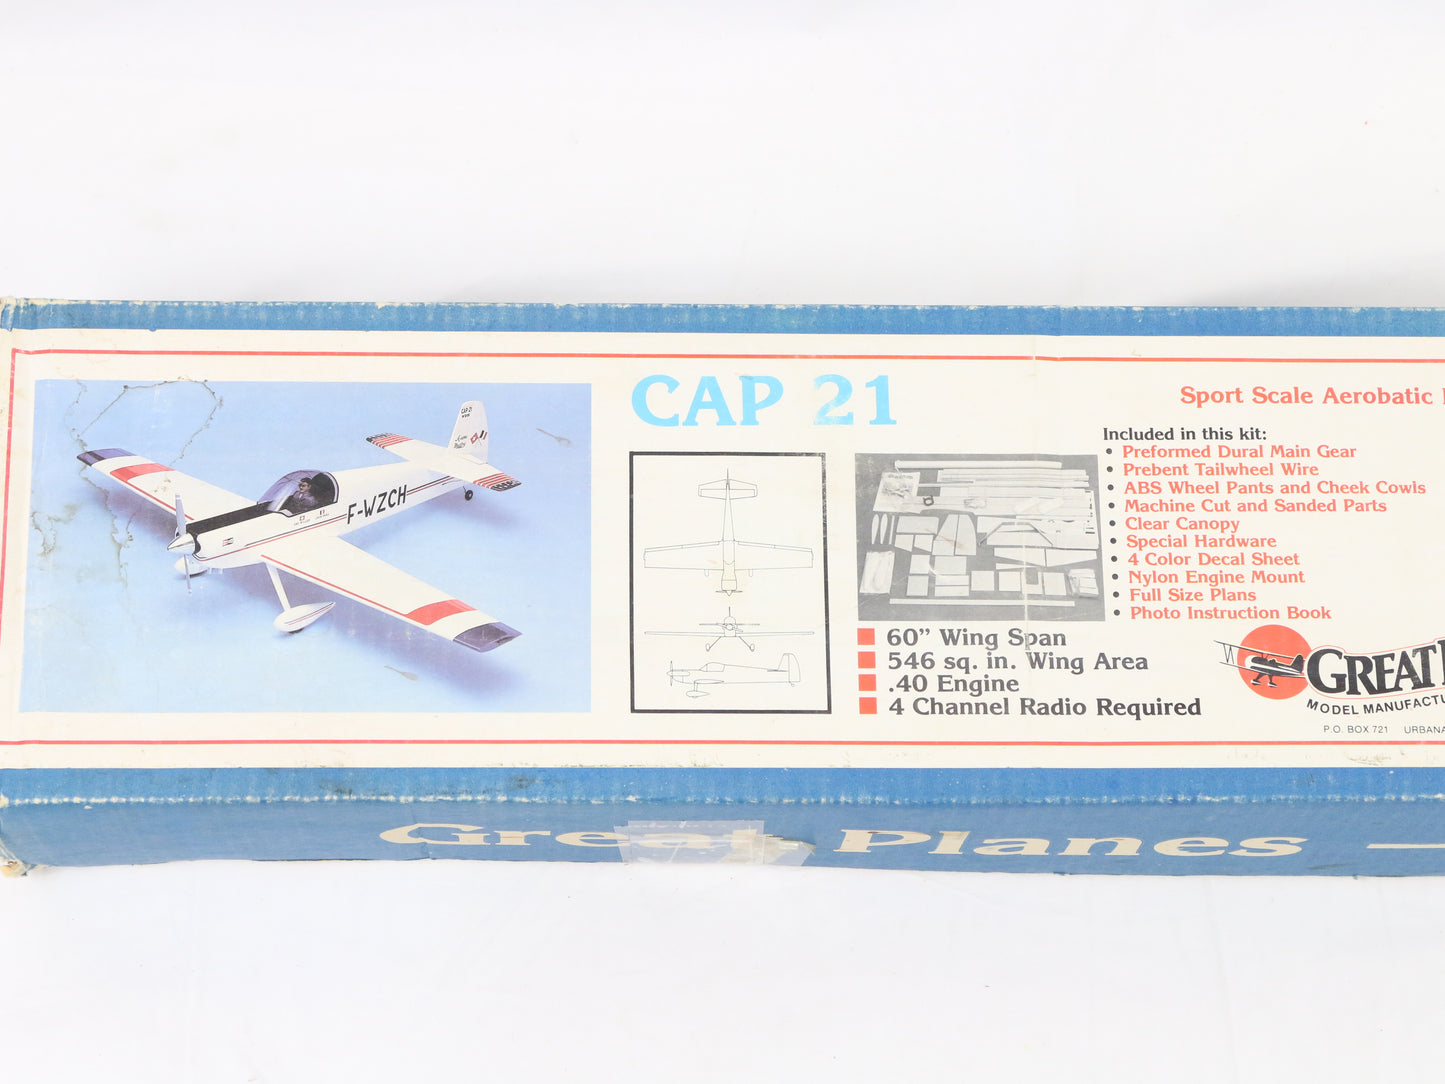 CAP 21
Sport Scale Aerobatic
Included in this kit:
• Preformed Dural Main Gear
• Prebent Tailwheel Wire
• ABS Wheel Pants and Cheek Cowls
• Machine Cut and Sanded Parts
• Clear Canopy
• Special Hardware
• 4 Color Decal Sheet
• Nylon Engine Mount
• Full Size Plans
• Photo Instruction Book
60” Wing Span
546 sq. in. Wing Area
.40 Engine
4 Channel Radio Required
GREAT
MODEL MANUFACTU
P.O. BOX 721 URBANA
CAP 21
F-WZCH
Great Planes